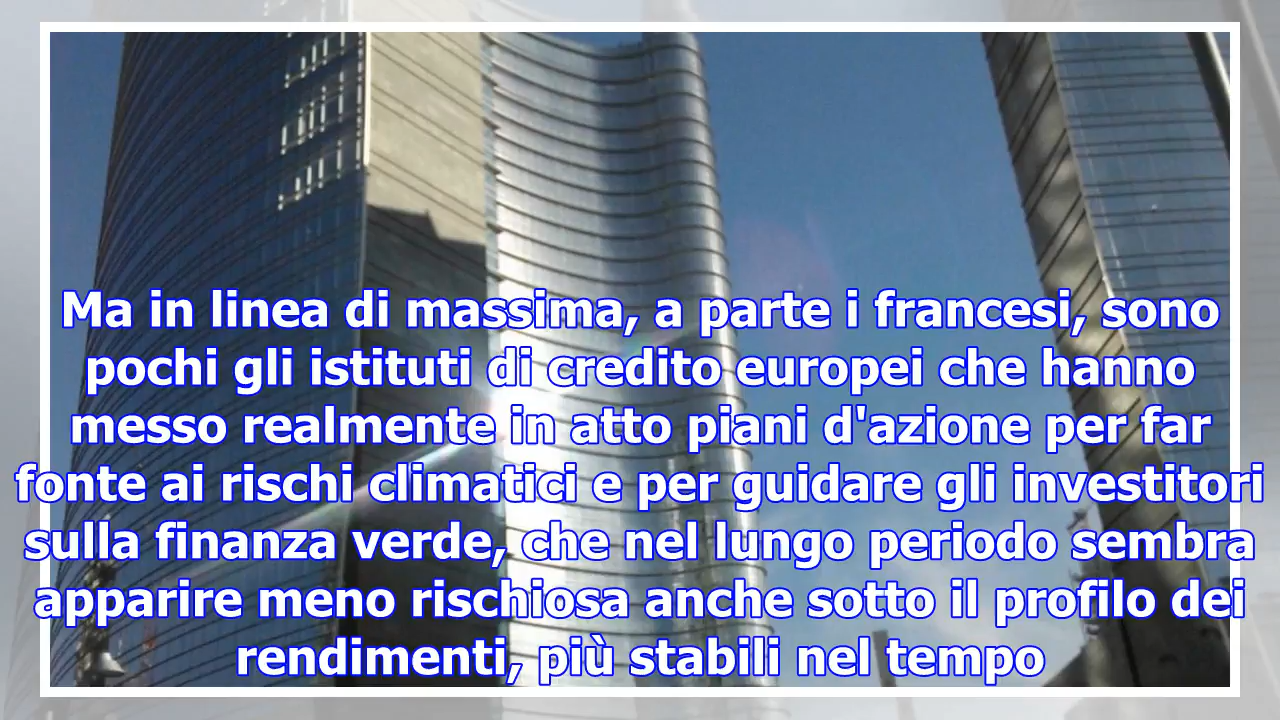 Ma in linea di massima, a parte i francesi, sono
pochi gli istituti di credito europei che hanno
messo realmente in atto piani d'azione per far
fonte ai rischi climatici e per guidare gli investitori
sulla finanza verde, che nel lungo periodo sembra
apparire meno rischiosa anche sotto il profilo dei
rendimenti, più stabili nel tempo